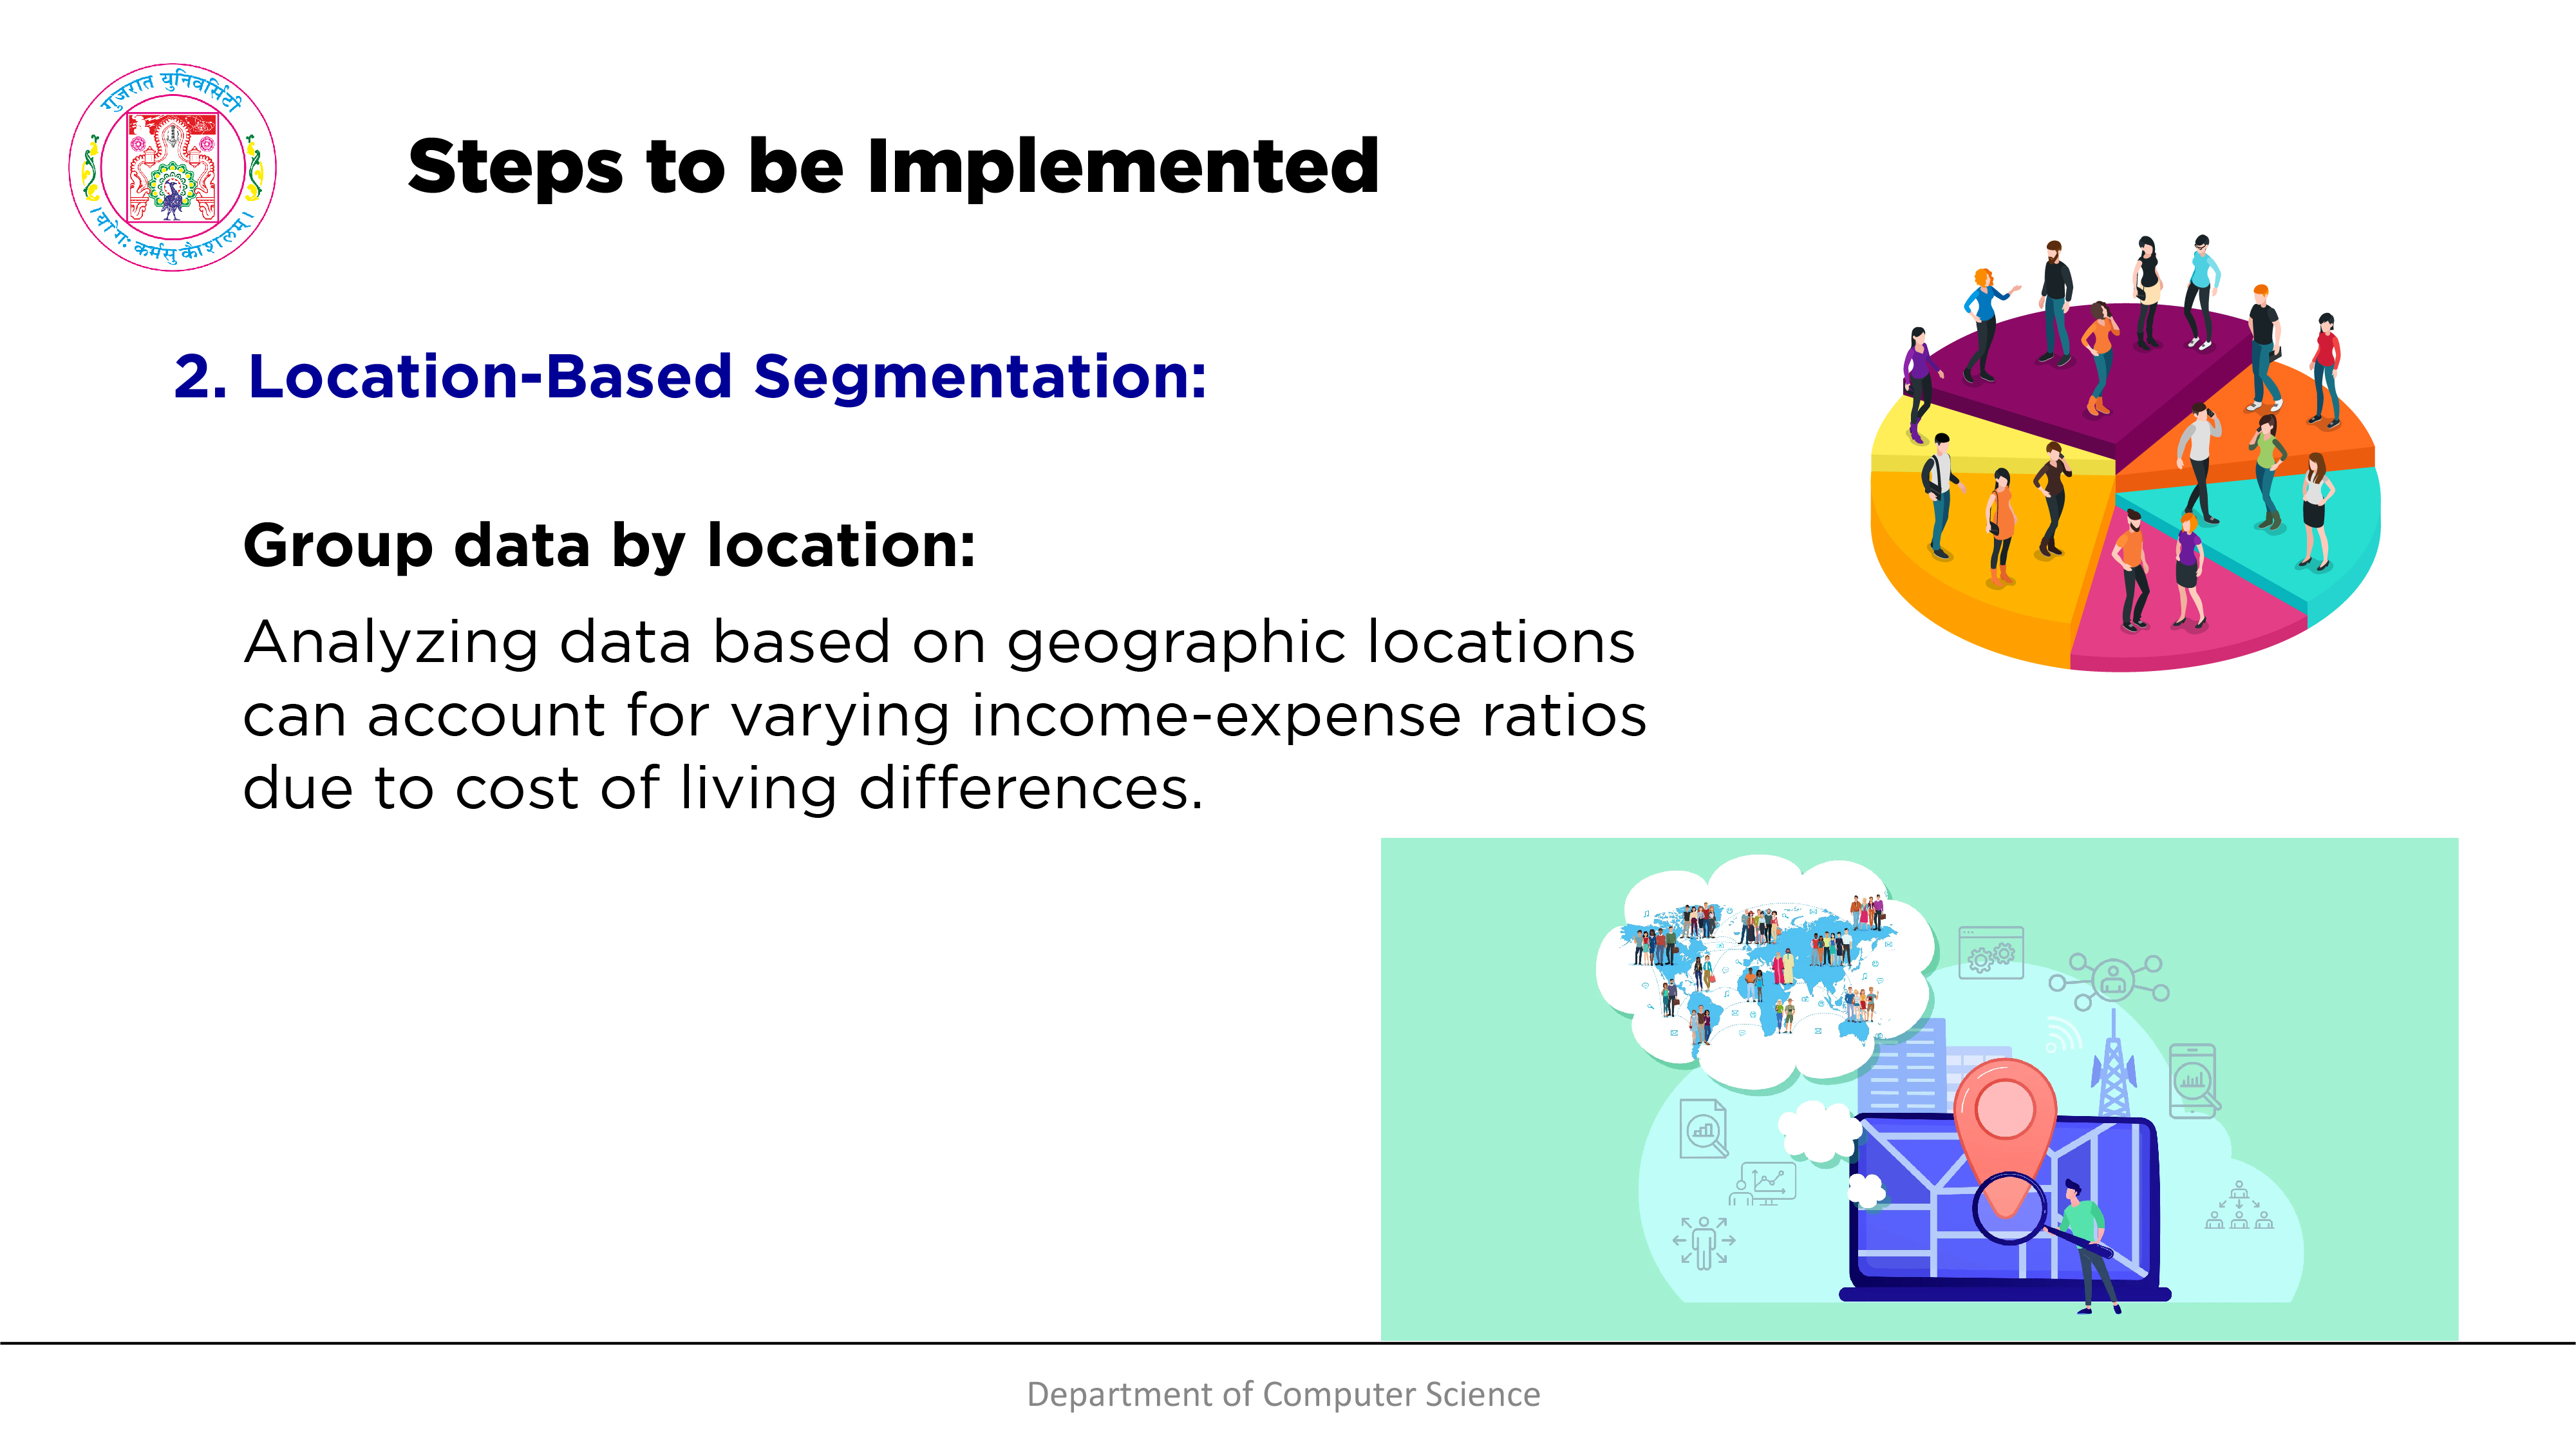 गुजरात युनिवर्सिटी
। योगः कर्मसु कौशलम् ।
Steps to be Implemented
2. Location-Based Segmentation:
Group data by location:
Analyzing data based on geographic locations
can account for varying income-expense ratios
due to cost of living differences.
Department of Computer Science